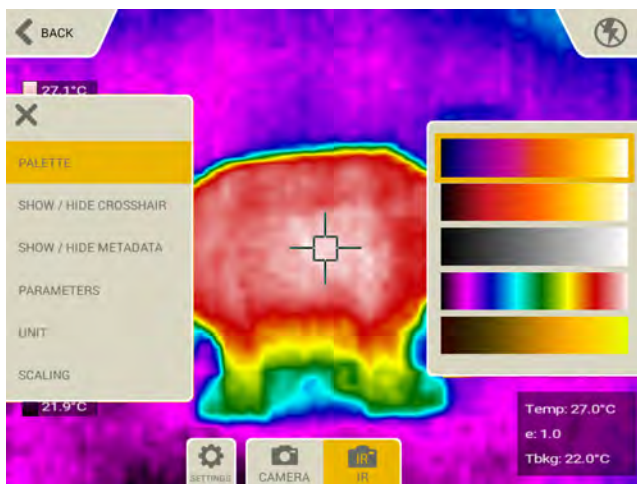 BACK
27.1°C
PALETTE
SHOW / HIDE CROSSHAIR
SHOW / HIDE METADATA
PARAMETERS
UNIT
SCALING
21.9°C
Temp: 27.0°C
e: 1.0
Tbkg: 22.0°C
SETTINGS
CAMERA
IR
IR